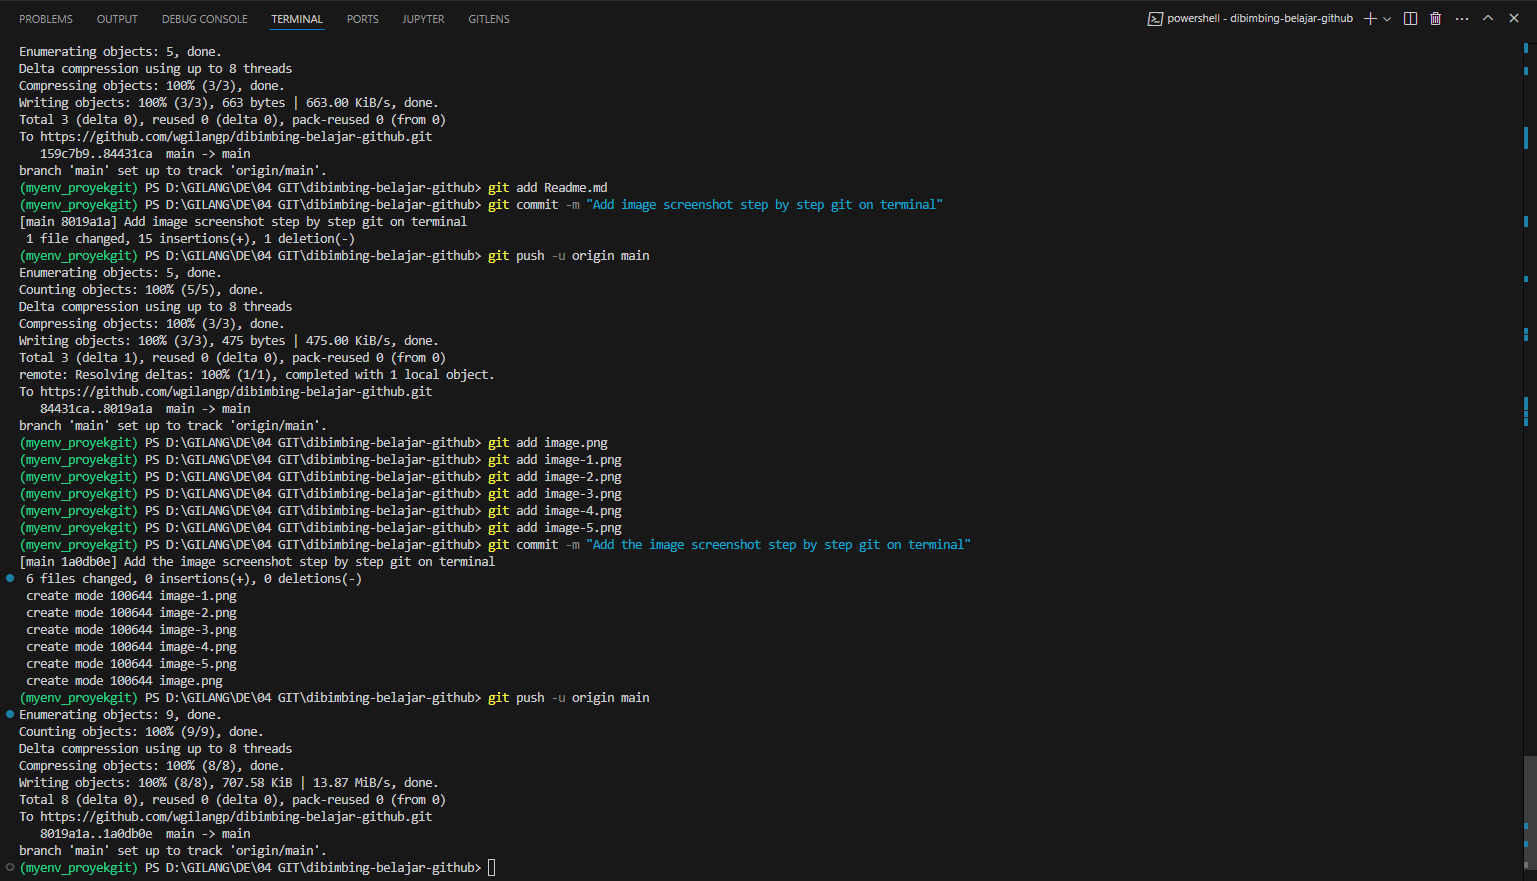 PROBLEMS OUTPUT DEBUG CONSOLE TERMINAL PORTS JUPYTER GITLENS powershell - dibimbing-belajar-github
Enumerating objects: 5, done.
Delta compression using up to 8 threads
Compressing objects: 100% (3/3), done.
Writing objects: 100% (3/3), 663 bytes | 663.00 KiB/s, done.
Total 3 (delta 0), reused 0 (delta 0), pack-reused 0 (from 0)
To https://github.com/wgilangp/dibimbing-belajar-github.git
   159c7b9..84431ca  main -> main
branch 'main' set up to track 'origin/main'.
(myenv_proyekgit) PS D:\GILANG\DE\04 GIT\dibimbing-belajar-github> git add Readme.md
(myenv_proyekgit) PS D:\GILANG\DE\04 GIT\dibimbing-belajar-github> git commit -m "Add image screenshot step by step git on terminal"
[main 8019a1a] Add image screenshot step by step git on terminal
 1 file changed, 15 insertions(+), 1 deletion(-)
(myenv_proyekgit) PS D:\GILANG\DE\04 GIT\dibimbing-belajar-github> git push -u origin main
Enumerating objects: 5, done.
Counting objects: 100% (5/5), done.
Delta compression using up to 8 threads
Compressing objects: 100% (3/3), done.
Writing objects: 100% (3/3), 475 bytes | 475.00 KiB/s, done.
Total 3 (delta 1), reused 0 (delta 0), pack-reused 0 (from 0)
remote: Resolving deltas: 100% (1/1), completed with 1 local object.
To https://github.com/wgilangp/dibimbing-belajar-github.git
   84431ca..8019a1a  main -> main
branch 'main' set up to track 'origin/main'.
(myenv_proyekgit) PS D:\GILANG\DE\04 GIT\dibimbing-belajar-github> git add image.png
(myenv_proyekgit) PS D:\GILANG\DE\04 GIT\dibimbing-belajar-github> git add image-1.png
(myenv_proyekgit) PS D:\GILANG\DE\04 GIT\dibimbing-belajar-github> git add image-2.png
(myenv_proyekgit) PS D:\GILANG\DE\04 GIT\dibimbing-belajar-github> git add image-3.png
(myenv_proyekgit) PS D:\GILANG\DE\04 GIT\dibimbing-belajar-github> git add image-4.png
(myenv_proyekgit) PS D:\GILANG\DE\04 GIT\dibimbing-belajar-github> git add image-5.png
(myenv_proyekgit) PS D:\GILANG\DE\04 GIT\dibimbing-belajar-github> git commit -m "Add the image screenshot step by step git on terminal"
[main 1a0db0e] Add the image screenshot step by step git on terminal
 6 files changed, 0 insertions(+), 0 deletions(-)
 create mode 100644 image-1.png
 create mode 100644 image-2.png
 create mode 100644 image-3.png
 create mode 100644 image-4.png
 create mode 100644 image-5.png
 create mode 100644 image.png
(myenv_proyekgit) PS D:\GILANG\DE\04 GIT\dibimbing-belajar-github> git push -u origin main
Enumerating objects: 9, done.
Counting objects: 100% (9/9), done.
Delta compression using up to 8 threads
Compressing objects: 100% (8/8), done.
Writing objects: 100% (8/8), 707.58 KiB | 13.87 MiB/s, done.
Total 8 (delta 0), reused 0 (delta 0), pack-reused 0 (from 0)
To https://github.com/wgilangp/dibimbing-belajar-github.git
   8019a1a..1a0db0e  main -> main
branch 'main' set up to track 'origin/main'.
(myenv_proyekgit) PS D:\GILANG\DE\04 GIT\dibimbing-belajar-github>